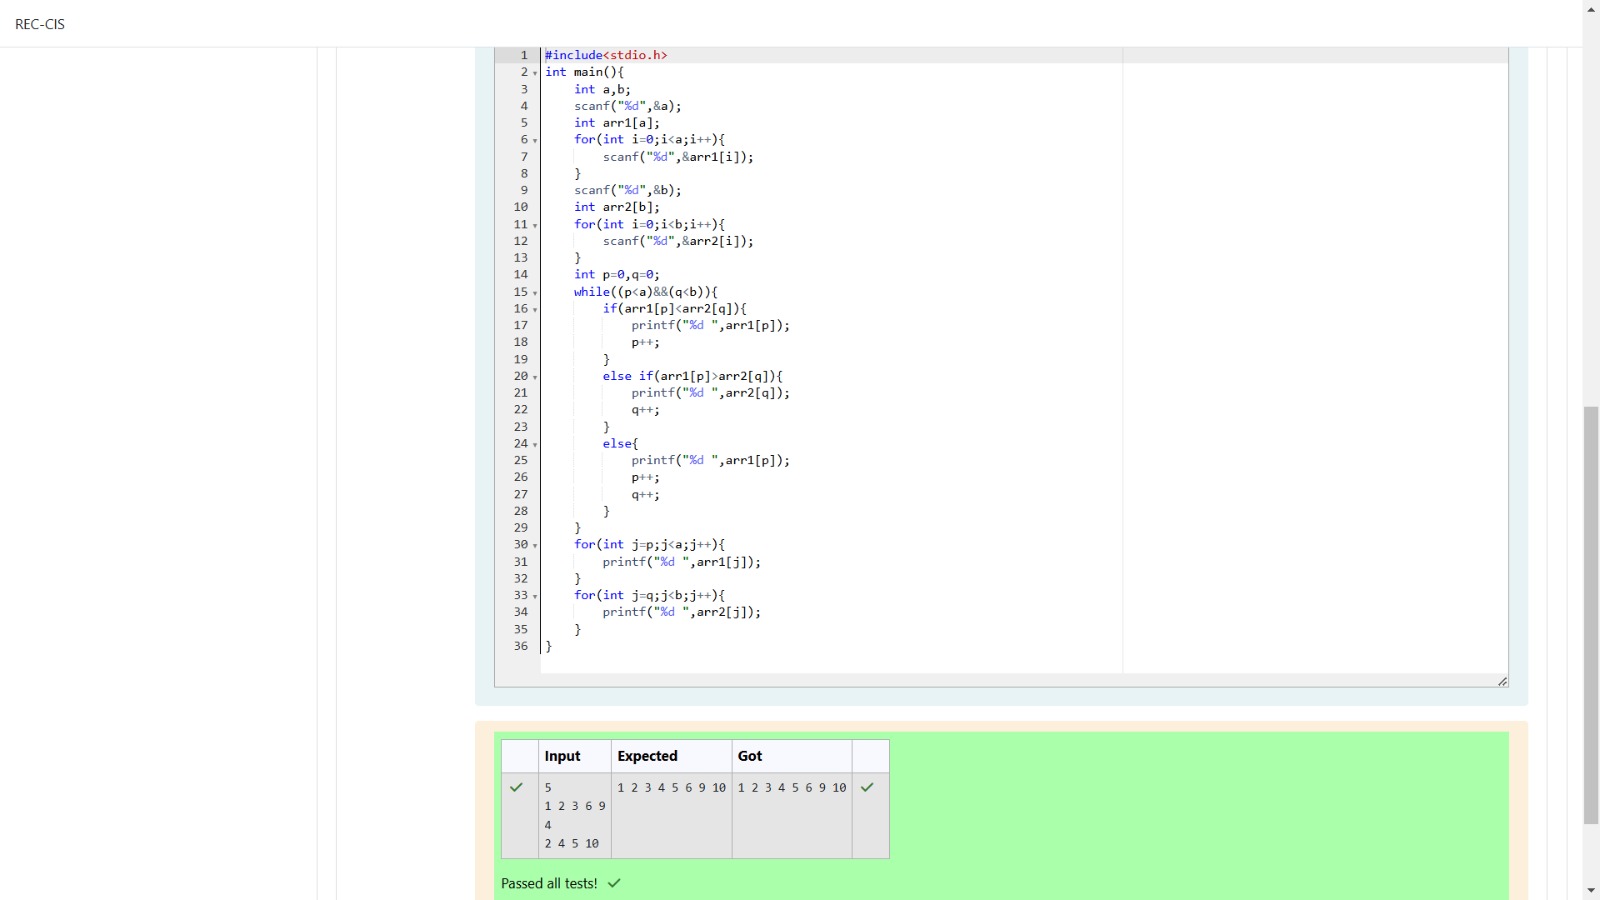 REC-CIS
1 #include<stdio.h>
2 int main(){
3     int a,b;
4     scanf("%d",&a);
5     int arr1[a];
6     for(int i=0;i<a;i++){
7         scanf("%d",&arr1[i]);
8     }
9     scanf("%d",&b);
10     int arr2[b];
11     for(int i=0;i<b;i++){
12         scanf("%d",&arr2[i]);
13     }
14     int p=0,q=0;
15     while((p<a)&&(q<b)){
16         if(arr1[p]<arr2[q]){
17             printf("%d ",arr1[p]);
18             p++;
19         }
20         else if(arr1[p]>arr2[q]){
21             printf("%d ",arr2[q]);
22             q++;
23         }
24         else{
25             printf("%d ",arr1[p]);
26             p++;
27             q++;
28         }
29     }
30     for(int j=p;j<a;j++){
31         printf("%d ",arr1[j]);
32     }
33     for(int j=q;j<b;j++){
34         printf("%d ",arr2[j]);
35     }
36 }
Input Expected Got
5 1 2 3 4 5 6 9 10 1 2 3 4 5 6 9 10
1 2 3 6 9
4
2 4 5 10
Passed all tests!